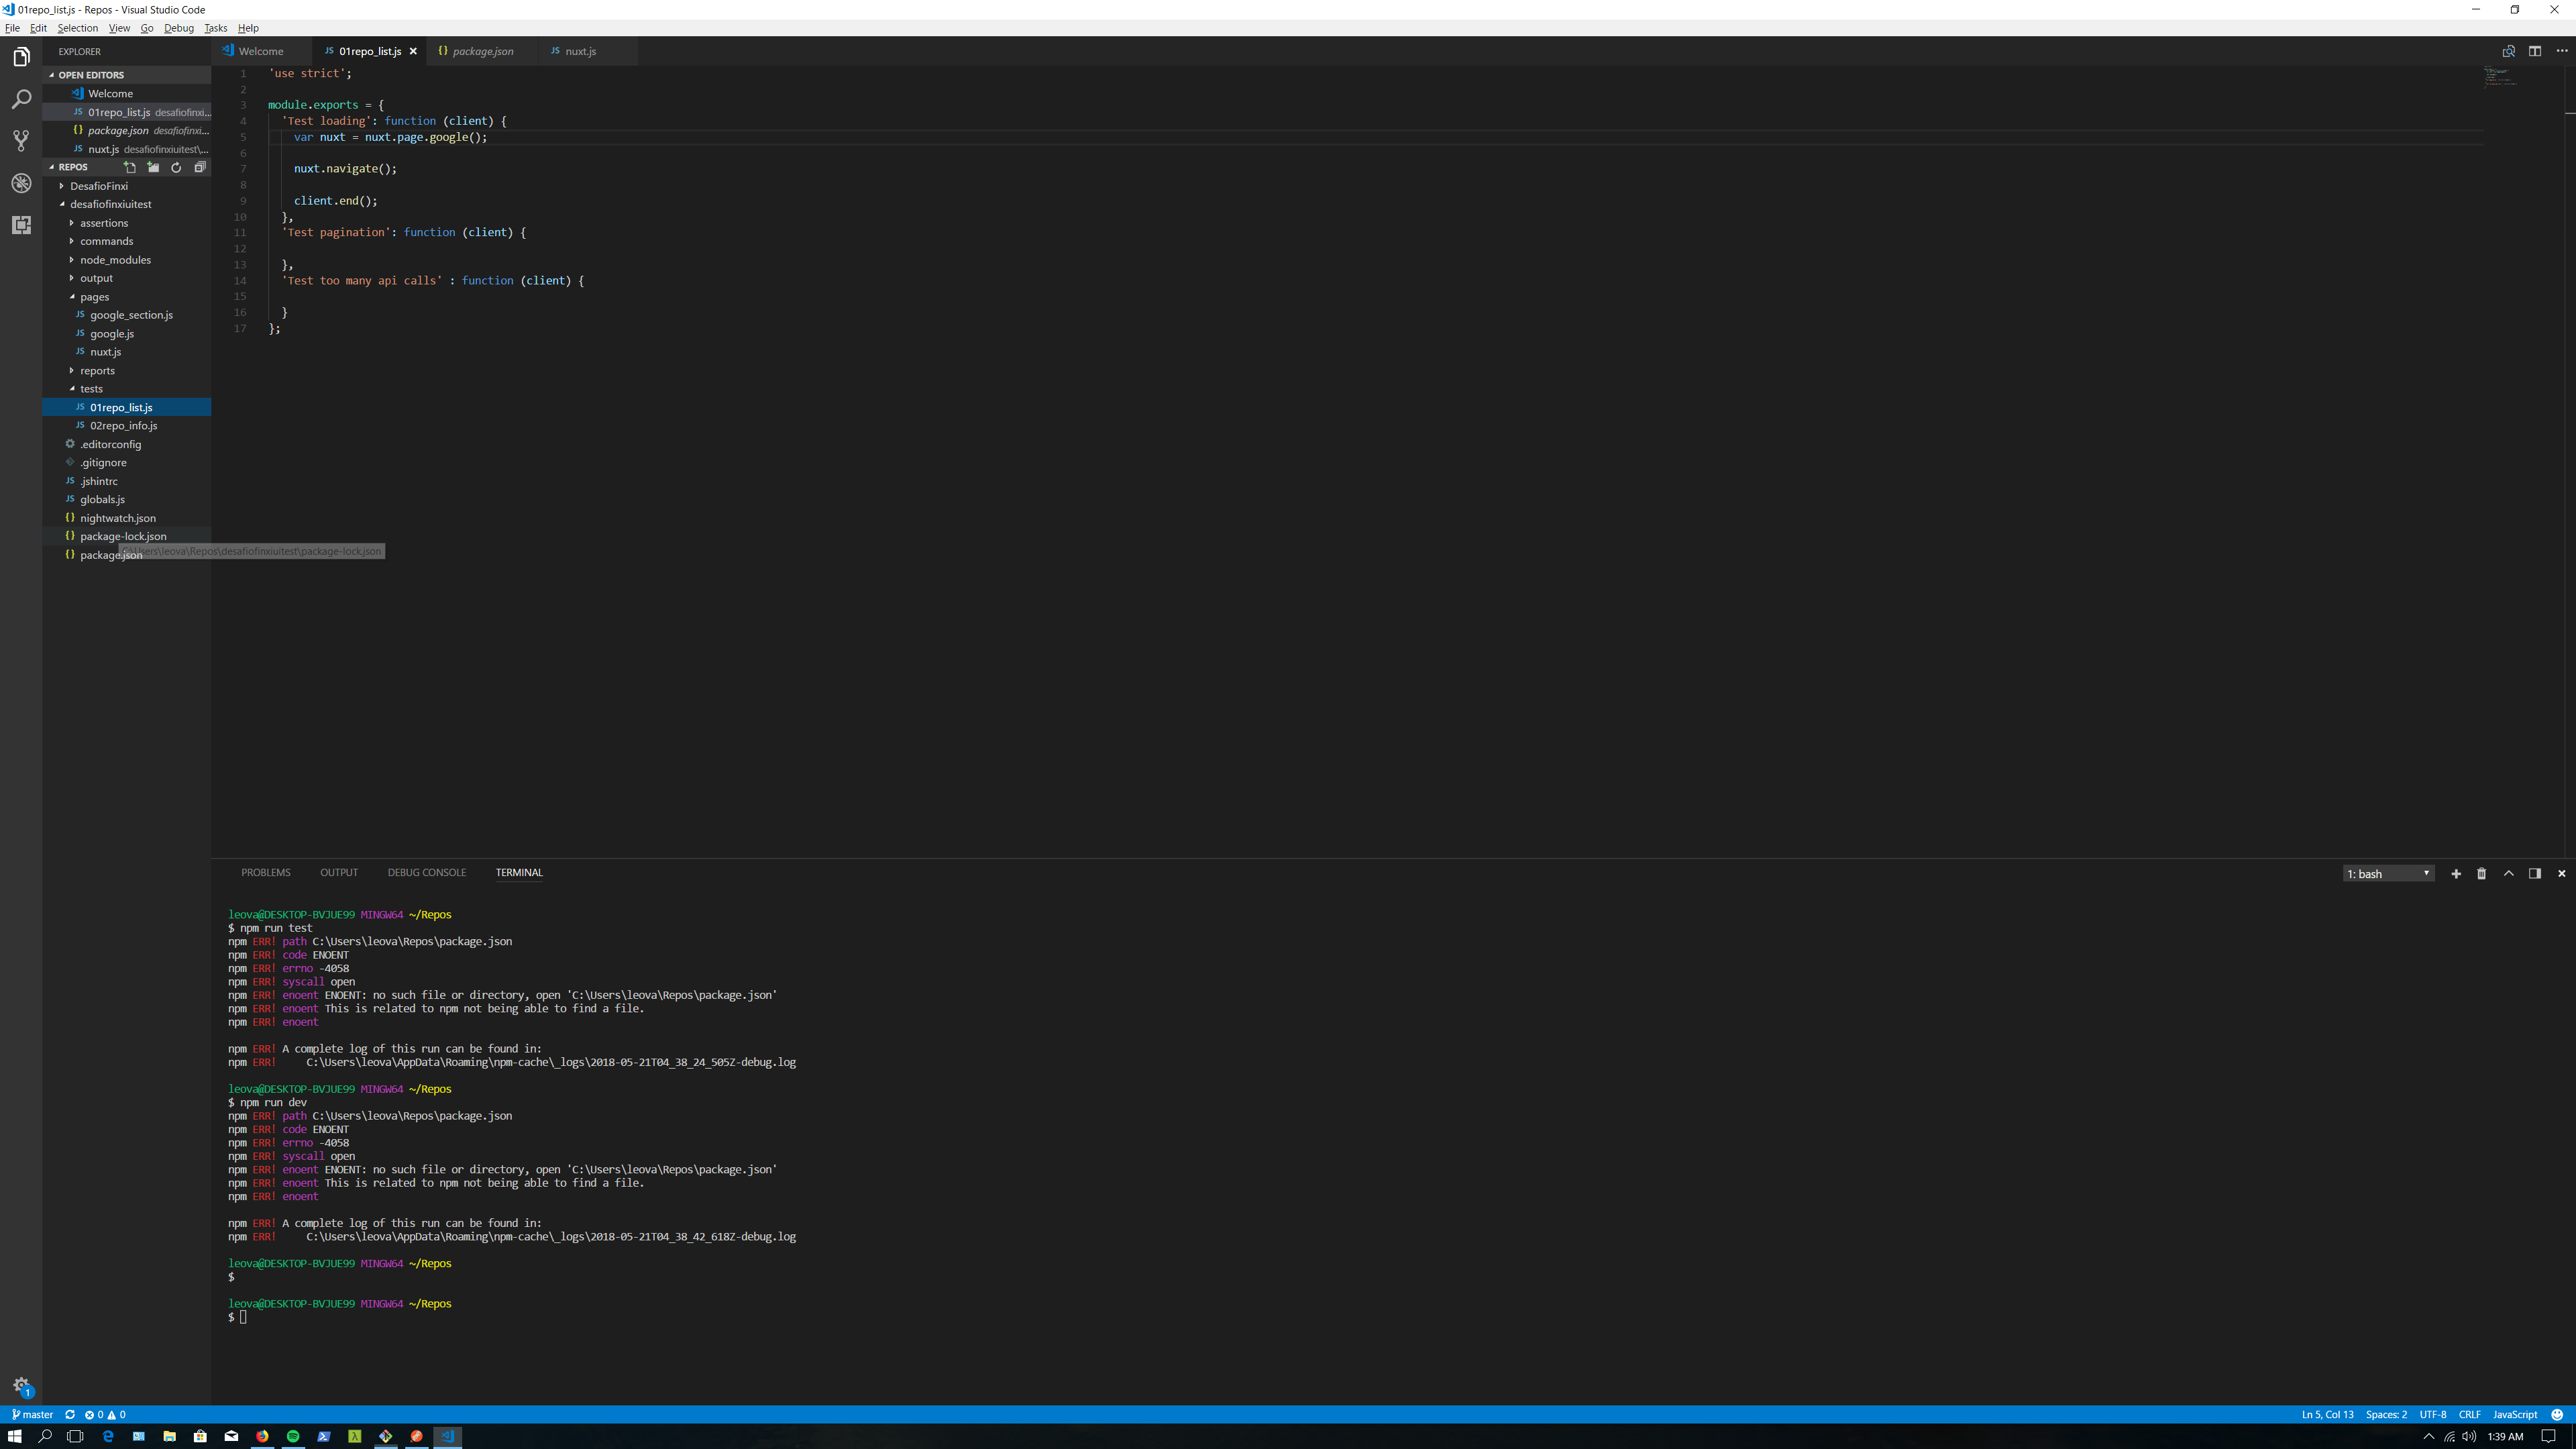 01repo_list.js - Repos - Visual Studio Code
File Edit Selection View Go Debug Tasks Help
EXPLORER
OPEN EDITORS
Welcome
JS 01repo_list.js desafiofinxi...
{} package.json desafiofinxi...
JS nuxt.js desafiofinxiuitest\...
REPOS
DesafioFinxi
desafiofinxiuitest
assertions
commands
node_modules
output
pages
JS google_section.js
JS google.js
JS nuxt.js
reports
tests
JS 01repo_list.js
JS 02repo_info.js
.editorconfig
.gitignore
JS .jshintrc
JS globals.js
{} nightwatch.json
{} package-lock.json
{} package.json
\Users\leova\Repos\desafiofinxiuitest\package-lock.json
Welcome JS 01repo_list.js {} package.json JS nuxt.js
1 'use strict';
2
3 module.exports = {
4 'Test loading': function (client) {
5 var nuxt = nuxt.page.google();
6
7 nuxt.navigate();
8
9 client.end();
10 },
11 'Test pagination': function (client) {
12
13 },
14 'Test too many api calls' : function (client) {
15
16 }
17 };
PROBLEMS OUTPUT DEBUG CONSOLE TERMINAL
1: bash
leova@DESKTOP-BVJUE99 MINGW64 ~/Repos
$ npm run test
npm ERR! path C:\Users\leova\Repos\package.json
npm ERR! code ENOENT
npm ERR! errno -4058
npm ERR! syscall open
npm ERR! enoent ENOENT: no such file or directory, open 'C:\Users\leova\Repos\package.json'
npm ERR! enoent This is related to npm not being able to find a file.
npm ERR! enoent
npm ERR! A complete log of this run can be found in:
npm ERR! C:\Users\leova\AppData\Roaming\npm-cache\_logs\2018-05-21T04_38_24_505Z-debug.log
leova@DESKTOP-BVJUE99 MINGW64 ~/Repos
$ npm run dev
npm ERR! path C:\Users\leova\Repos\package.json
npm ERR! code ENOENT
npm ERR! errno -4058
npm ERR! syscall open
npm ERR! enoent ENOENT: no such file or directory, open 'C:\Users\leova\Repos\package.json'
npm ERR! enoent This is related to npm not being able to find a file.
npm ERR! enoent
npm ERR! A complete log of this run can be found in:
npm ERR! C:\Users\leova\AppData\Roaming\npm-cache\_logs\2018-05-21T04_38_42_618Z-debug.log
leova@DESKTOP-BVJUE99 MINGW64 ~/Repos
$
leova@DESKTOP-BVJUE99 MINGW64 ~/Repos
$
1
master 0 0
Ln 5, Col 13 Spaces: 2 UTF-8 CRLF JavaScript
1:39 AM